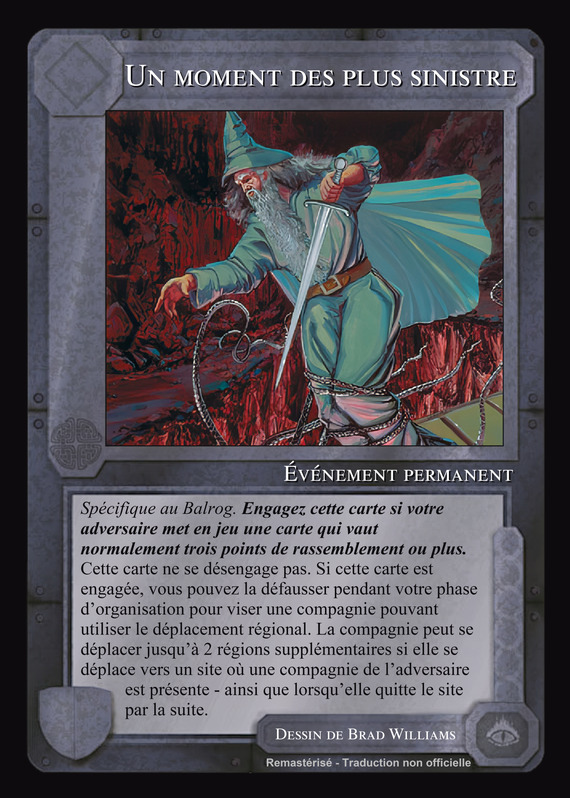 Un moment des plus sinistre
Événement permanent
Spécifique au Balrog. Engagez cette carte si votre
adversaire met en jeu une carte qui vaut
normalement trois points de rassemblement ou plus.
Cette carte ne se désengage pas. Si cette carte est
engagée, vous pouvez la défausser pendant votre phase
d’organisation pour viser une compagnie pouvant
utiliser le déplacement régional. La compagnie peut se
déplacer jusqu’à 2 régions supplémentaires si elle se
déplace vers un site où une compagnie de l’adversaire
est présente - ainsi que lorsqu’elle quitte le site
par la suite.
Dessin de Brad Williams
Remastérisé - Traduction non officielle